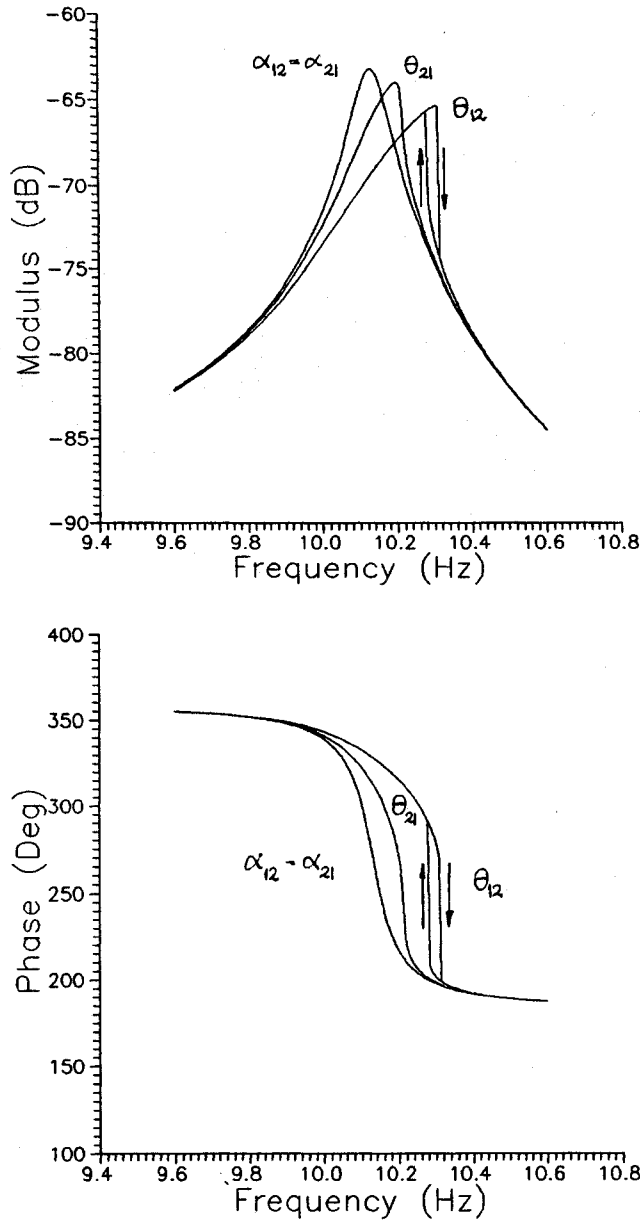 −60
−65
−70
−75
−80
−85
−90
Modulus (dB)
α₁₂=α₂₁
θ₂₁
θ₁₂
9.4 9.6 9.8 10.0 10.2 10.4 10.6 10.8
Frequency (Hz)
400
350
300
250
200
150
100
Phase (Deg)
θ₂₁
α₁₂-α₂₁
θ₁₂
9.4 9.6 9.8 10.0 10.2 10.4 10.6 10.8
Frequency (Hz)